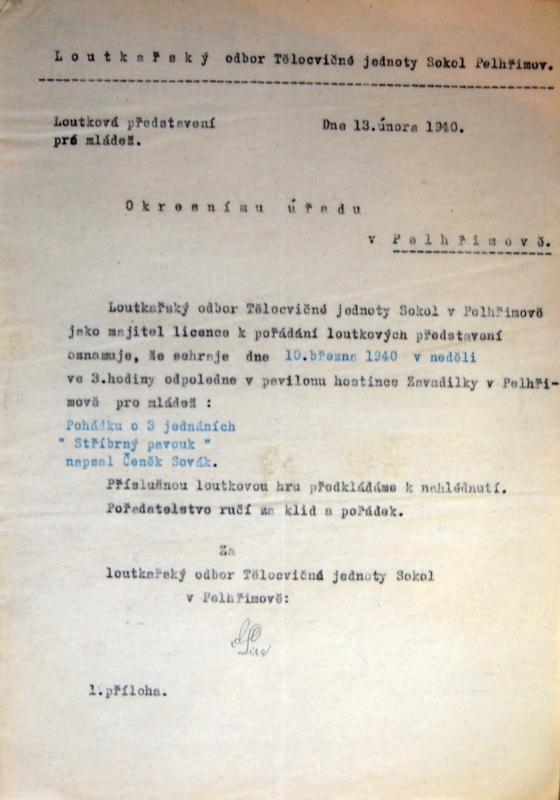 Loutkařský odbor Tělocvičné jednoty Sokol Pelhřimov.
Loutková představení
pro mládež.
Dne 13.února 1940.
Okresnímu úřadu
v Pelhřimově.
Loutkařský odbor Tělocvičné jednoty Sokol v Pelhřimově
jako majitel licence k pořádání loutkových představení
oznamuje, že sehraje dne 10.března 1940 v neděli
ve 3.hodiny odpoledne v pavilonu hostince Zavadilky v Pelhři-
mově pro mládež :
Pohádku o 3 jednáních
" Stříbrný pavouk "
napsal Čeněk Sovák.
Příslušnou loutkovou hru předkládáme k nahlédnutí.
Pořadatelstvo ručí za klid a pořádek.
Za
loutkařský odbor Tělocvičné jednoty Sokol
v Pelhřimově:
1.příloha.